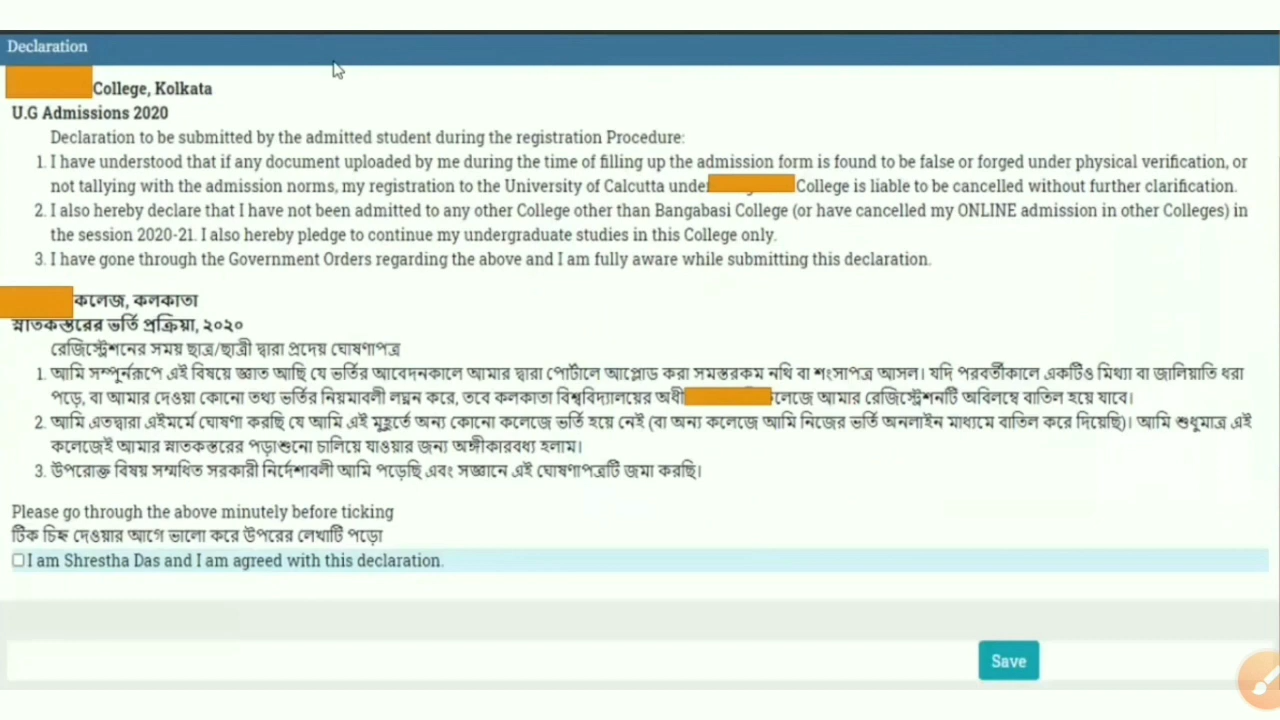 Declaration
College, Kolkata
U.G Admissions 2020
Declaration to be submitted by the admitted student during the registration Procedure:
1. I have understood that if any document uploaded by me during the time of filling up the admission form is found to be false or forged under physical verification, or
not tallying with the admission norms, my registration to the University of Calcutta unde College is liable to be cancelled without further clarification.
2. I also hereby declare that I have not been admitted to any other College other than Bangabasi College (or have cancelled my ONLINE admission in other Colleges) in
the session 2020-21. I also hereby pledge to continue my undergraduate studies in this College only.
3. I have gone through the Government Orders regarding the above and I am fully aware while submitting this declaration.
কলেজ, কলকাতা
স্নাতকস্তরের ভর্তি প্রক্রিয়া, ২০২০
রেজিস্ট্রেশনের সময় ছাত্র/ছাত্রী দ্বারা প্রদেয় ঘোষণাপত্র
1. আমি সম্পুর্নরূপে এই বিষয়ে জ্ঞাত আছি যে ভর্তির আবেদনকালে আমার দ্বারা পোর্টালে আপ্লোড করা সমস্তরকম নথি বা শংসাপত্র আসল। যদি পরবর্তীকালে একটিও মিথ্যা বা জালিয়াতি ধরা
পড়ে, বা আমার দেওয়া কোনো তথ্য ভর্তির নিয়মাবলী লঙ্ঘন করে, তবে কলকাতা বিশ্ববিদ্যালয়ের অধী লেজে আমার রেজিস্ট্রেশনটি অবিলম্বে বাতিল হয়ে যাবে।
2. আমি এতদ্বারা এইমর্মে ঘোষণা করছি যে আমি এই মুহূর্তে অন্য কোনো কলেজে ভর্তি হয়ে নেই (বা অন্য কলেজে আমি নিজের ভর্তি অনলাইন মাধ্যমে বাতিল করে দিয়েছি)। আমি শুধুমাত্র এই
কলেজেই আমার স্নাতকস্তরের পড়াশুনো চালিয়ে যাওয়ার জন্য অঙ্গীকারবধ্য হলাম।
3. উপরোক্ত বিষয় সম্মধিত সরকারী নির্দেশাবলী আমি পড়েছি এবং সজ্ঞানে এই ঘোষণাপত্রটি জমা করছি।
Please go through the above minutely before ticking
টিক চিহ্ন দেওয়ার আগে ভালো করে উপরের লেখাটি পড়ো
I am Shrestha Das and I am agreed with this declaration.
Save